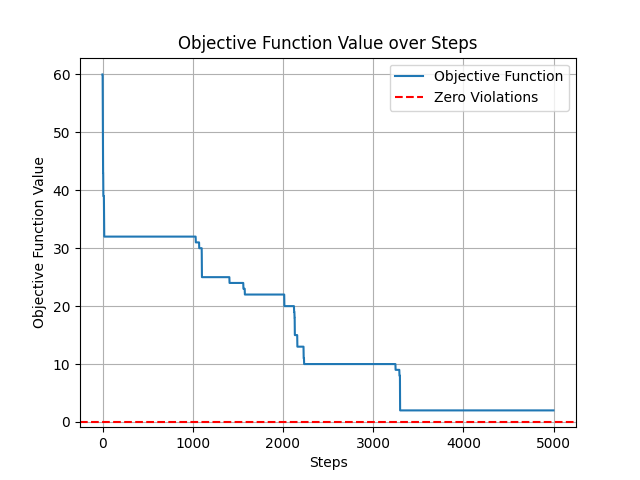 Objective Function Value over Steps
Objective Function
Zero Violations
60
50
40
30
20
10
0
Objective Function Value
0 1000 2000 3000 4000 5000
Steps